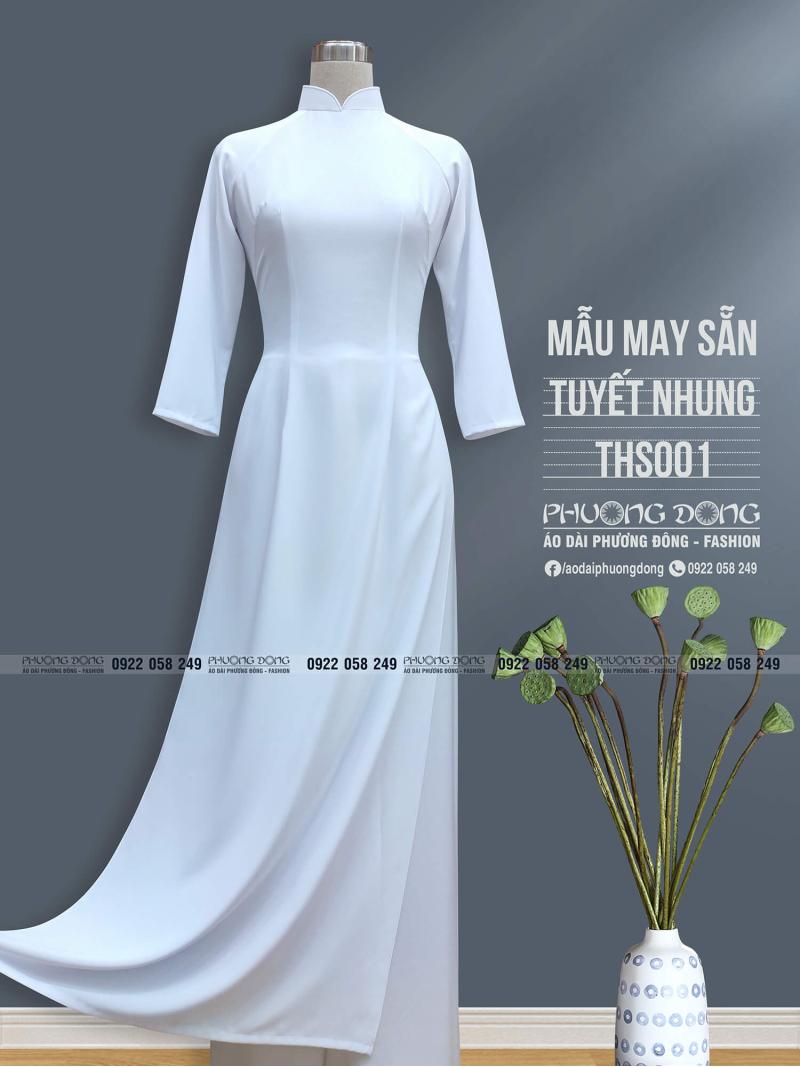 MẪU MAY SẴN
TUYẾT NHUNG
THS001
PHUONG DONG
ÁO DÀI PHƯƠNG ĐÔNG - FASHION
/aodaiphuongdong 0922 058 249
PHUONG DONG 0922 058 249 PHUONG DONG 0922 058 249 PHUONG DONG 0922 058 249 PHUONG DONG 0922 058 249
ÁO DÀI PHƯƠNG ĐÔNG - FASHION ÁO DÀI PHƯƠNG ĐÔNG - FASHION ÁO DÀI PHƯƠNG ĐÔNG - FASHION ÁO DÀI PHƯƠNG ĐÔNG - FASHION